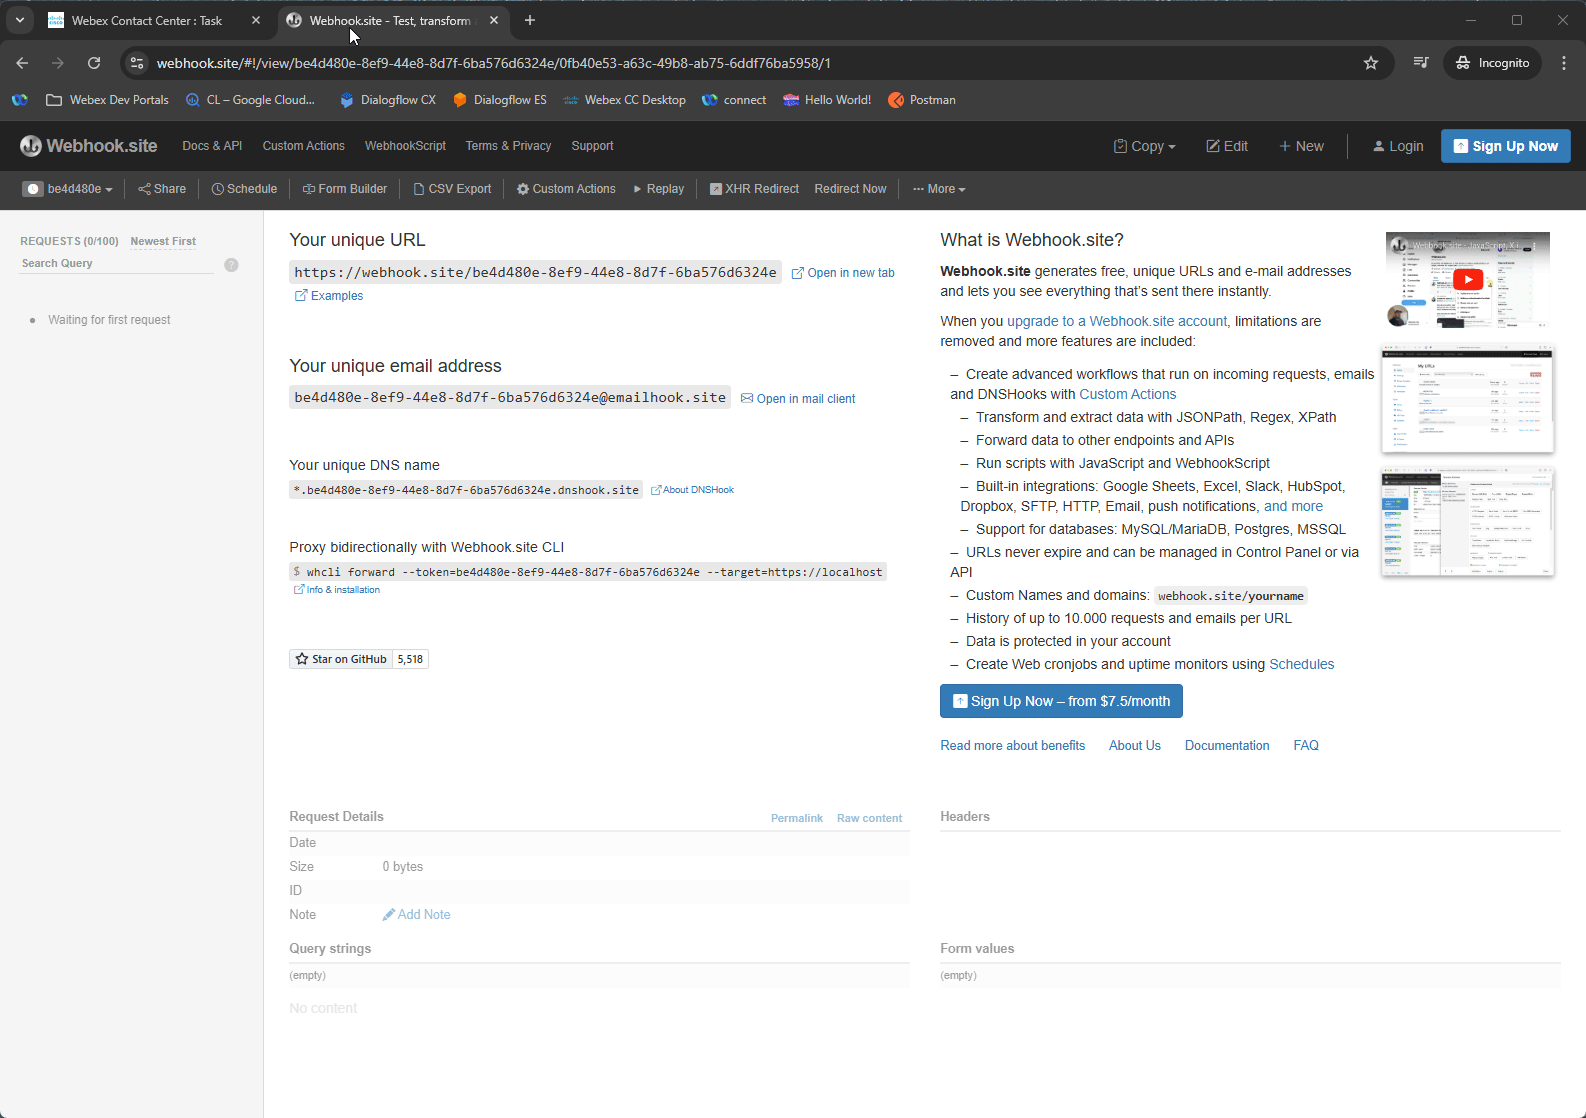 Webex Contact Center : Task
Webhook.site - Test, transform
webhook.site/#!/view/be4d480e-8ef9-44e8-8d7f-6ba576d6324e/0fb40e53-a63c-49b8-ab75-6ddf76ba5958/1
Incognito
Webex Dev Portals
CL – Google Cloud...
Dialogflow CX
Dialogflow ES
Webex CC Desktop
connect
Hello World!
Postman
Webhook.site
Docs & API
Custom Actions
WebhookScript
Terms & Privacy
Support
Copy
Edit
+ New
Login
Sign Up Now
be4d480e
Share
Schedule
Form Builder
CSV Export
Custom Actions
Replay
XHR Redirect
Redirect Now
··· More
REQUESTS (0/100) Newest First
Search Query
?
Waiting for first request
Your unique URL
https://webhook.site/be4d480e-8ef9-44e8-8d7f-6ba576d6324e
Open in new tab
Examples
Your unique email address
be4d480e-8ef9-44e8-8d7f-6ba576d6324e@emailhook.site
Open in mail client
Your unique DNS name
*.be4d480e-8ef9-44e8-8d7f-6ba576d6324e.dnshook.site
About DNSHook
Proxy bidirectionally with Webhook.site CLI
$ whcli forward --token=be4d480e-8ef9-44e8-8d7f-6ba576d6324e --target=https://localhost
Info & installation
Star on GitHub 5,518
What is Webhook.site?
Webhook.site generates free, unique URLs and e-mail addresses
and lets you see everything that's sent there instantly.
When you upgrade to a Webhook.site account, limitations are
removed and more features are included:
– Create advanced workflows that run on incoming requests, emails
and DNSHooks with Custom Actions
– Transform and extract data with JSONPath, Regex, XPath
– Forward data to other endpoints and APIs
– Run scripts with JavaScript and WebhookScript
– Built-in integrations: Google Sheets, Excel, Slack, HubSpot,
Dropbox, SFTP, HTTP, Email, push notifications, and more
– Support for databases: MySQL/MariaDB, Postgres, MSSQL
– URLs never expire and can be managed in Control Panel or via
API
– Custom Names and domains: webhook.site/yourname
– History of up to 10.000 requests and emails per URL
– Data is protected in your account
– Create Web cronjobs and uptime monitors using Schedules
Sign Up Now – from $7.5/month
Read more about benefits
About Us
Documentation
FAQ
Webhook.site - JavaScript, X
My URLs
Request Details
Permalink
Raw content
Date
Size 0 bytes
ID
Note Add Note
Query strings
(empty)
No content
Headers
Form values
(empty)